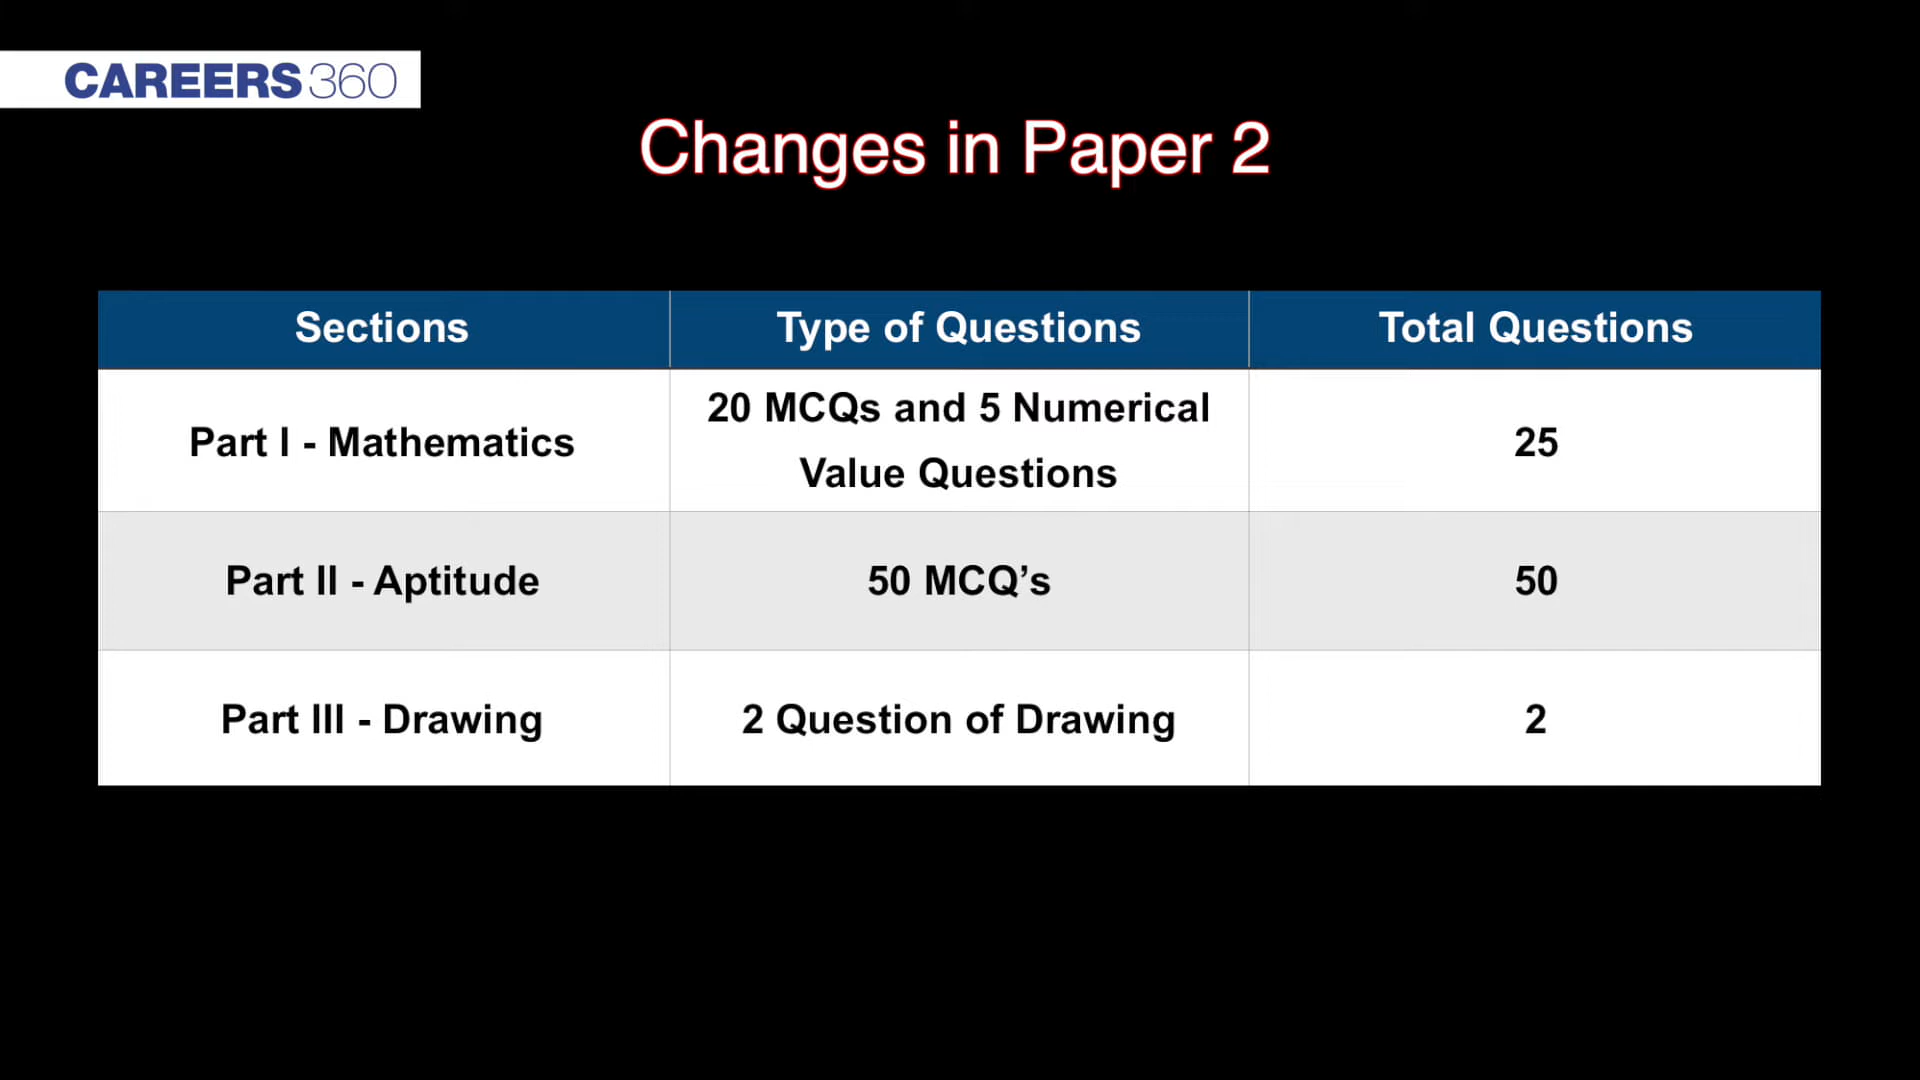 CAREERS360
Changes in Paper 2
Sections Type of Questions Total Questions
Part I - Mathematics 20 MCQs and 5 Numerical Value Questions 25
Part II - Aptitude 50 MCQ’s 50
Part III - Drawing 2 Question of Drawing 2